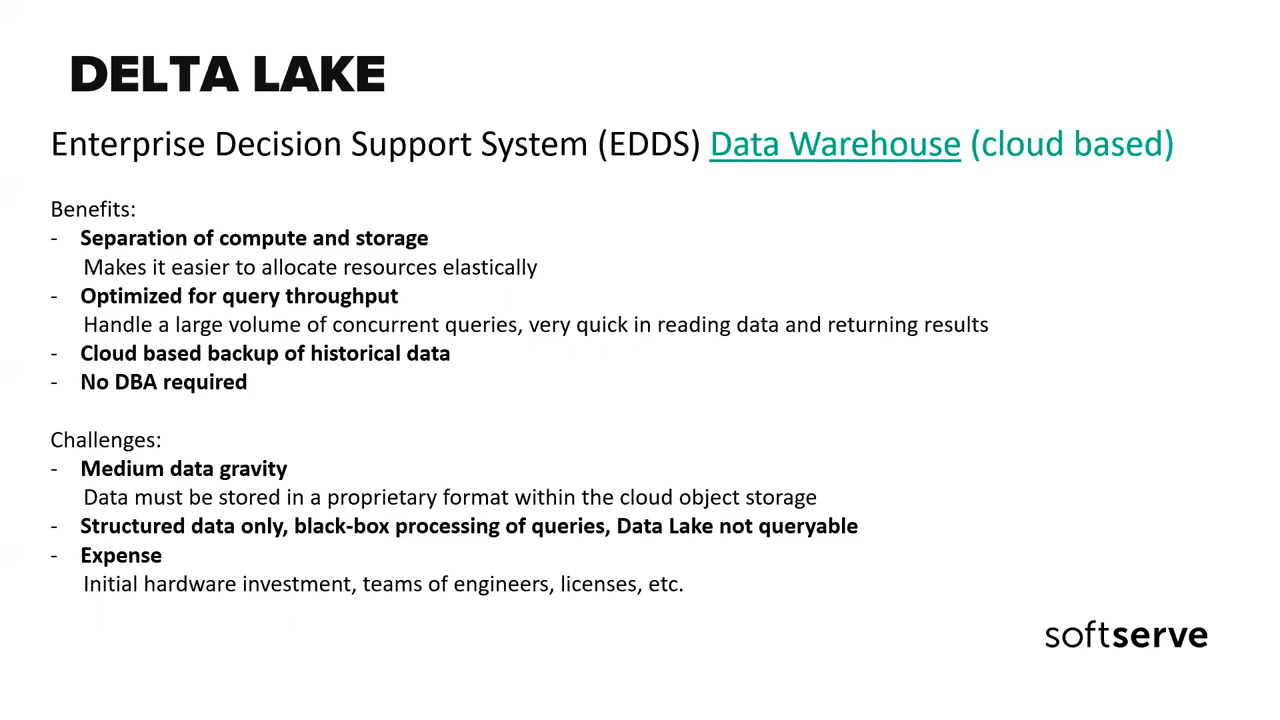 DELTA LAKE
Enterprise Decision Support System (EDDS) Data Warehouse (cloud based)
Benefits:
- Separation of compute and storage
Makes it easier to allocate resources elastically
- Optimized for query throughput
Handle a large volume of concurrent queries, very quick in reading data and returning results
- Cloud based backup of historical data
- No DBA required
Challenges:
- Medium data gravity
Data must be stored in a proprietary format within the cloud object storage
- Structured data only, black-box processing of queries, Data Lake not queryable
- Expense
Initial hardware investment, teams of engineers, licenses, etc.
softserve